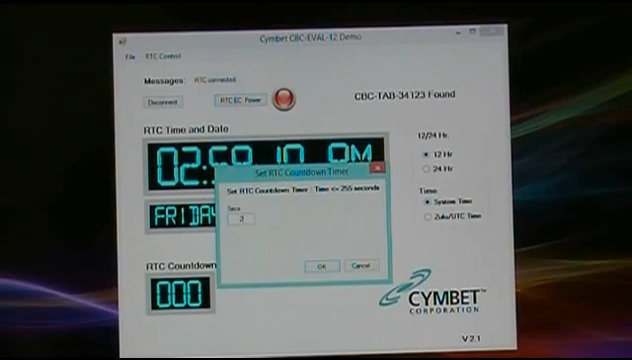 Cymbet CBC-EVAL-12 Demo
File RTC Control
Messages: RTC connected
Disconnect RTC EC Power CBC-TAB-34123 Found
RTC Time and Date
12/24 Hr.
12 Hr
24 Hr
Set RTC Countdown Timer
Set RTC Countdown Timer : Time <= 255 seconds
Secs
2
OK Cancel
Time
System Time
Zulu/UTC Time
FRIDAY
RTC Countdown
000
CYMBET™
CORPORATION
V 2.1